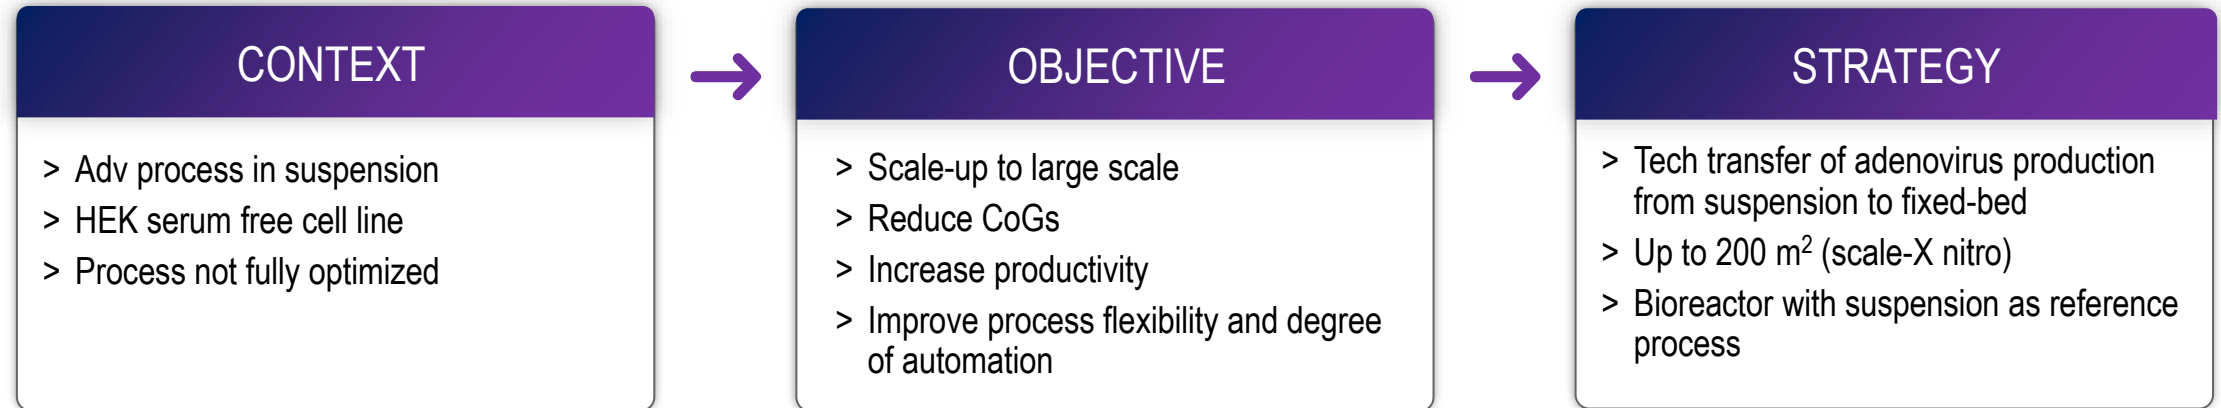 CONTEXT
> Adv process in suspension
> HEK serum free cell line
> Process not fully optimized
OBJECTIVE
> Scale-up to large scale
> Reduce CoGs
> Increase productivity
> Improve process flexibility and degree
of automation
STRATEGY
> Tech transfer of adenovirus production
from suspension to fixed-bed
> Up to 200 m² (scale-X nitro)
> Bioreactor with suspension as reference
process